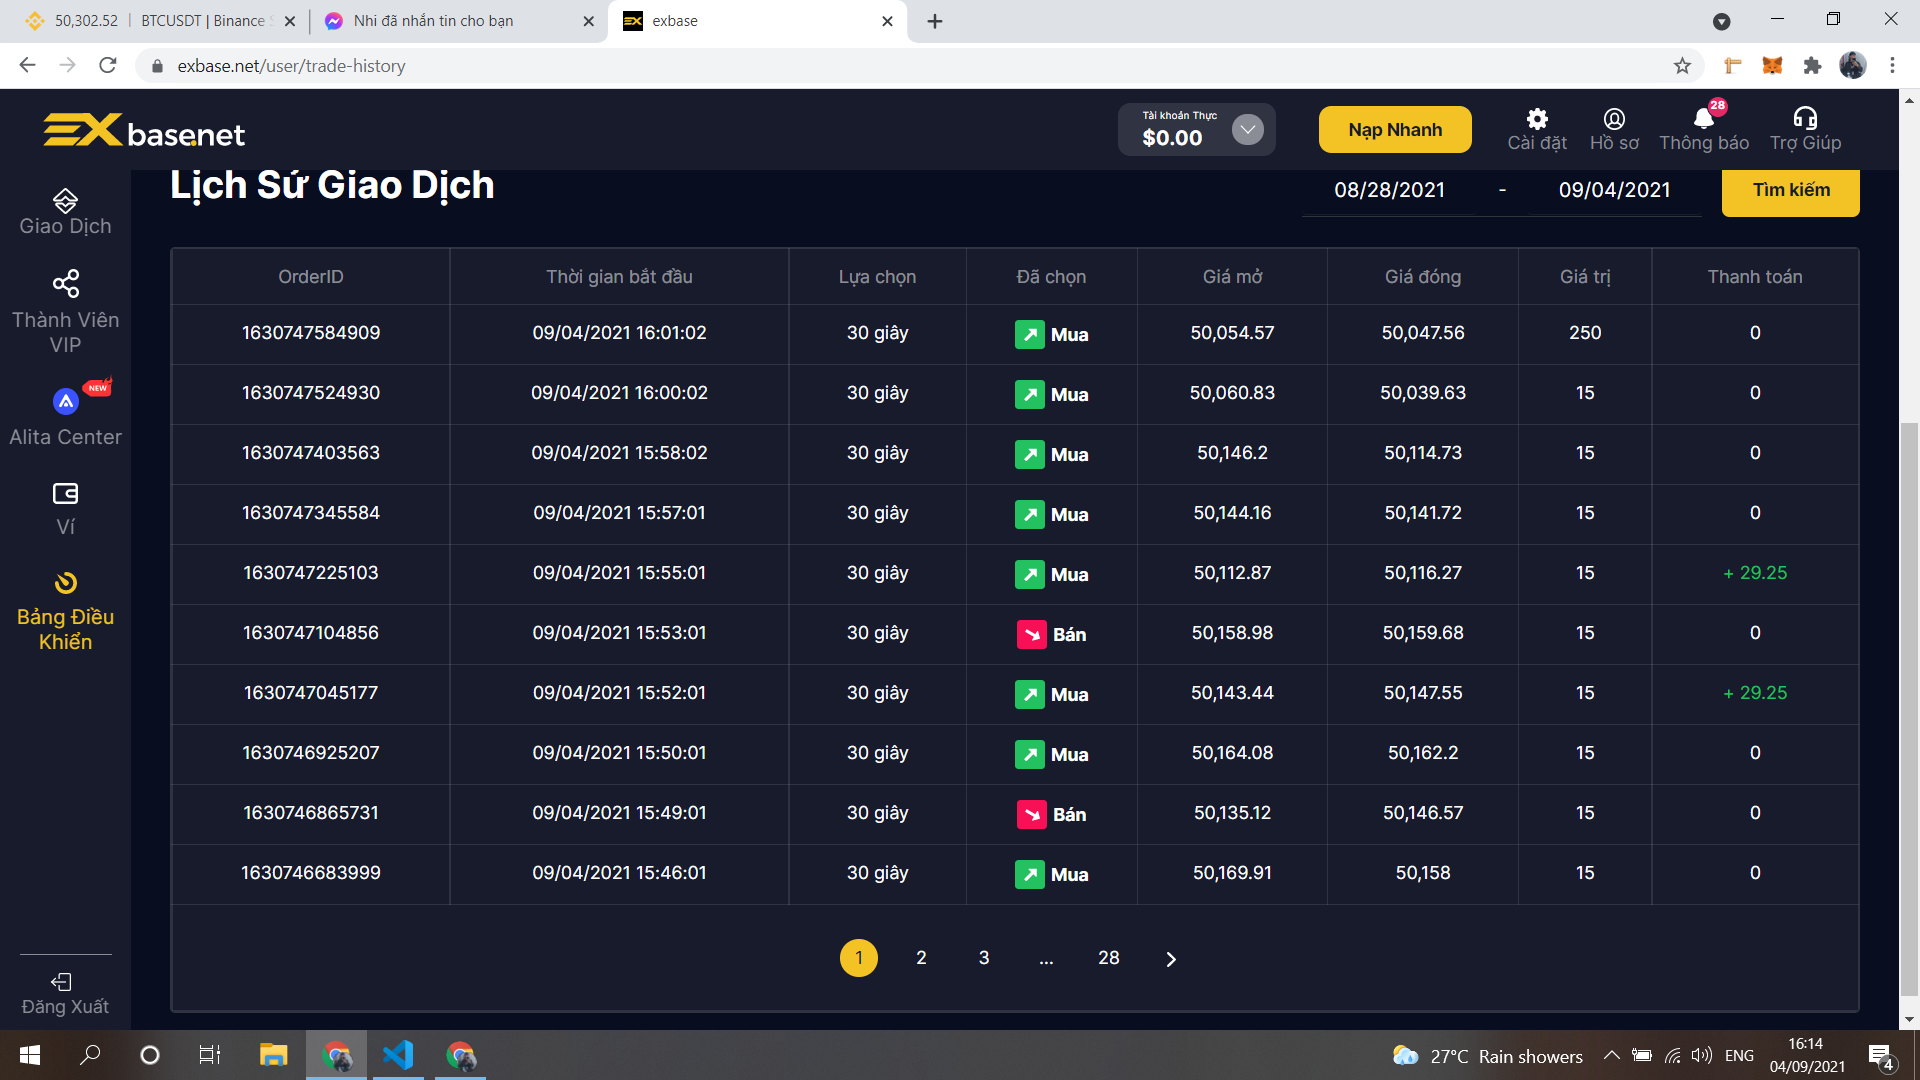 50,302.52 | BTCUSDT | Binance S
Nhi đã nhắn tin cho bạn
exbase
exbase.net/user/trade-history
EX basenet
Tài khoản Thực
$0.00
Nạp Nhanh
Cài đặt
Hồ sơ
28
Thông báo
Trợ Giúp
Giao Dịch
Thành Viên
VIP
NEW
Alita Center
Ví
Bảng Điều
Khiển
Đăng Xuất
Lịch Sử Giao Dịch
08/28/2021 - 09/04/2021
Tìm kiếm
OrderID Thời gian bắt đầu Lựa chọn Đã chọn Giá mở Giá đóng Giá trị Thanh toán
1630747584909 09/04/2021 16:01:02 30 giây Mua 50,054.57 50,047.56 250 0
1630747524930 09/04/2021 16:00:02 30 giây Mua 50,060.83 50,039.63 15 0
1630747403563 09/04/2021 15:58:02 30 giây Mua 50,146.2 50,114.73 15 0
1630747345584 09/04/2021 15:57:01 30 giây Mua 50,144.16 50,141.72 15 0
1630747225103 09/04/2021 15:55:01 30 giây Mua 50,112.87 50,116.27 15 + 29.25
1630747104856 09/04/2021 15:53:01 30 giây Bán 50,158.98 50,159.68 15 0
1630747045177 09/04/2021 15:52:01 30 giây Mua 50,143.44 50,147.55 15 + 29.25
1630746925207 09/04/2021 15:50:01 30 giây Mua 50,164.08 50,162.2 15 0
1630746865731 09/04/2021 15:49:01 30 giây Bán 50,135.12 50,146.57 15 0
1630746683999 09/04/2021 15:46:01 30 giây Mua 50,169.91 50,158 15 0
1 2 3 ... 28
27°C Rain showers
ENG
16:14
04/09/2021
4